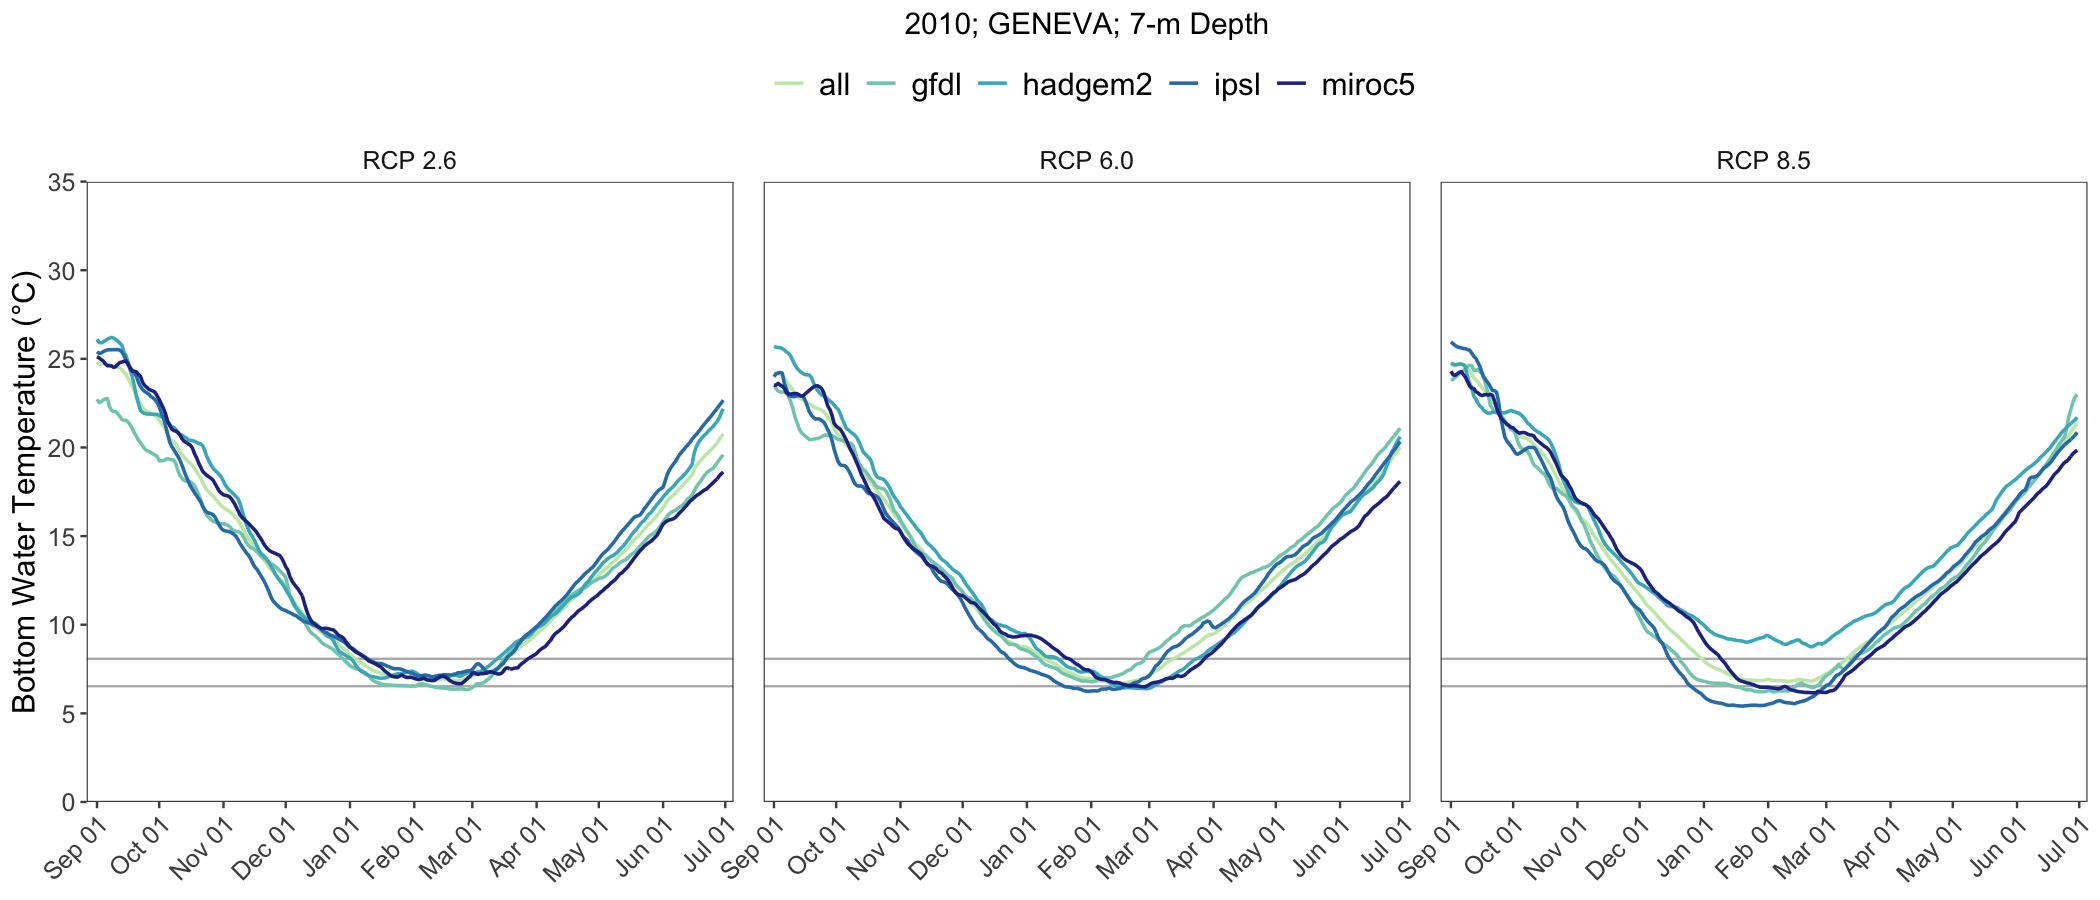 2010; GENEVA; 7-m Depth
all gfdl hadgem2 ipsl miroc5
RCP 2.6 RCP 6.0 RCP 8.5
Bottom Water Temperature (°C)
35
30
25
20
15
10
5
0
Sep 01 Oct 01 Nov 01 Dec 01 Jan 01 Feb 01 Mar 01 Apr 01 May 01 Jun 01 Jul 01 Sep 01 Oct 01 Nov 01 Dec 01 Jan 01 Feb 01 Mar 01 Apr 01 May 01 Jun 01 Jul 01 Sep 01 Oct 01 Nov 01 Dec 01 Jan 01 Feb 01 Mar 01 Apr 01 May 01 Jun 01 Jul 01